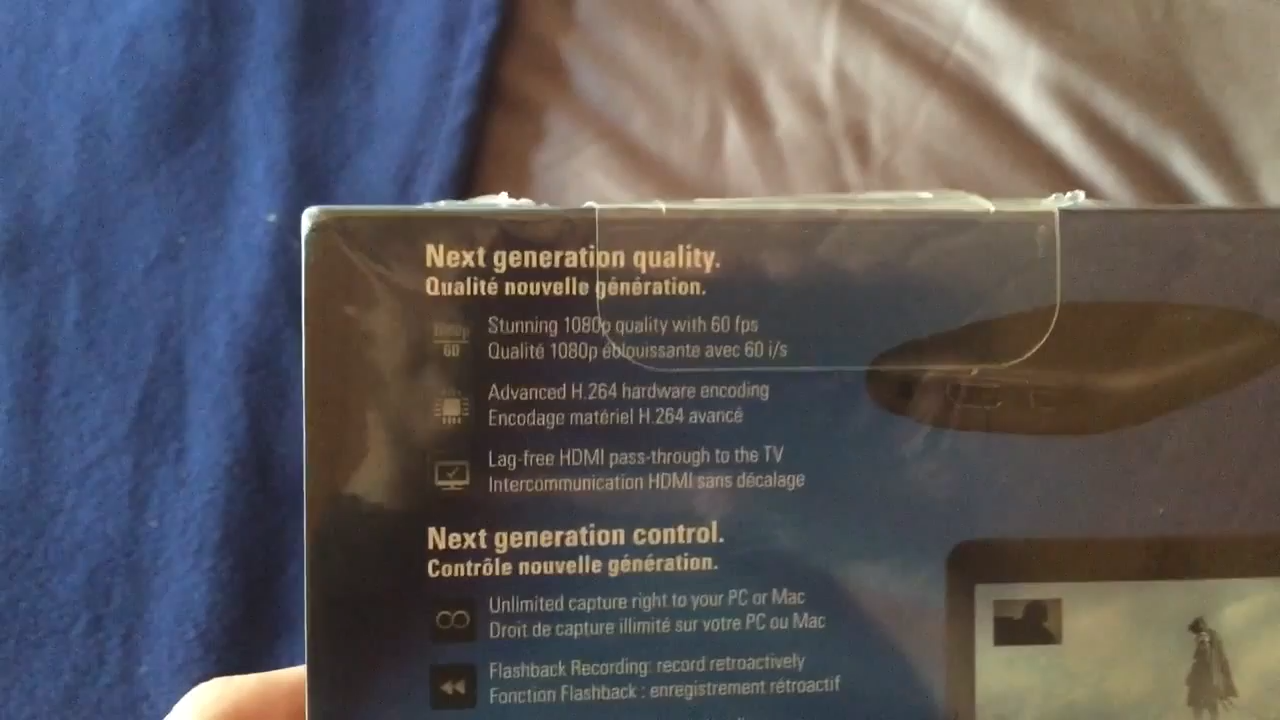 Next generation quality.
Qualité nouvelle génération.
1080p
60
Stunning 1080p quality with 60 fps
Qualité 1080p éblouissante avec 60 i/s
Advanced H.264 hardware encoding
Encodage matériel H.264 avancé
Lag-free HDMI pass-through to the TV
Intercommunication HDMI sans décalage
Next generation control.
Contrôle nouvelle génération.
Unlimited capture right to your PC or Mac
Droit de capture illimité sur votre PC ou Mac
Flashback Recording: record retroactively
Fonction Flashback : enregistrement rétroactif